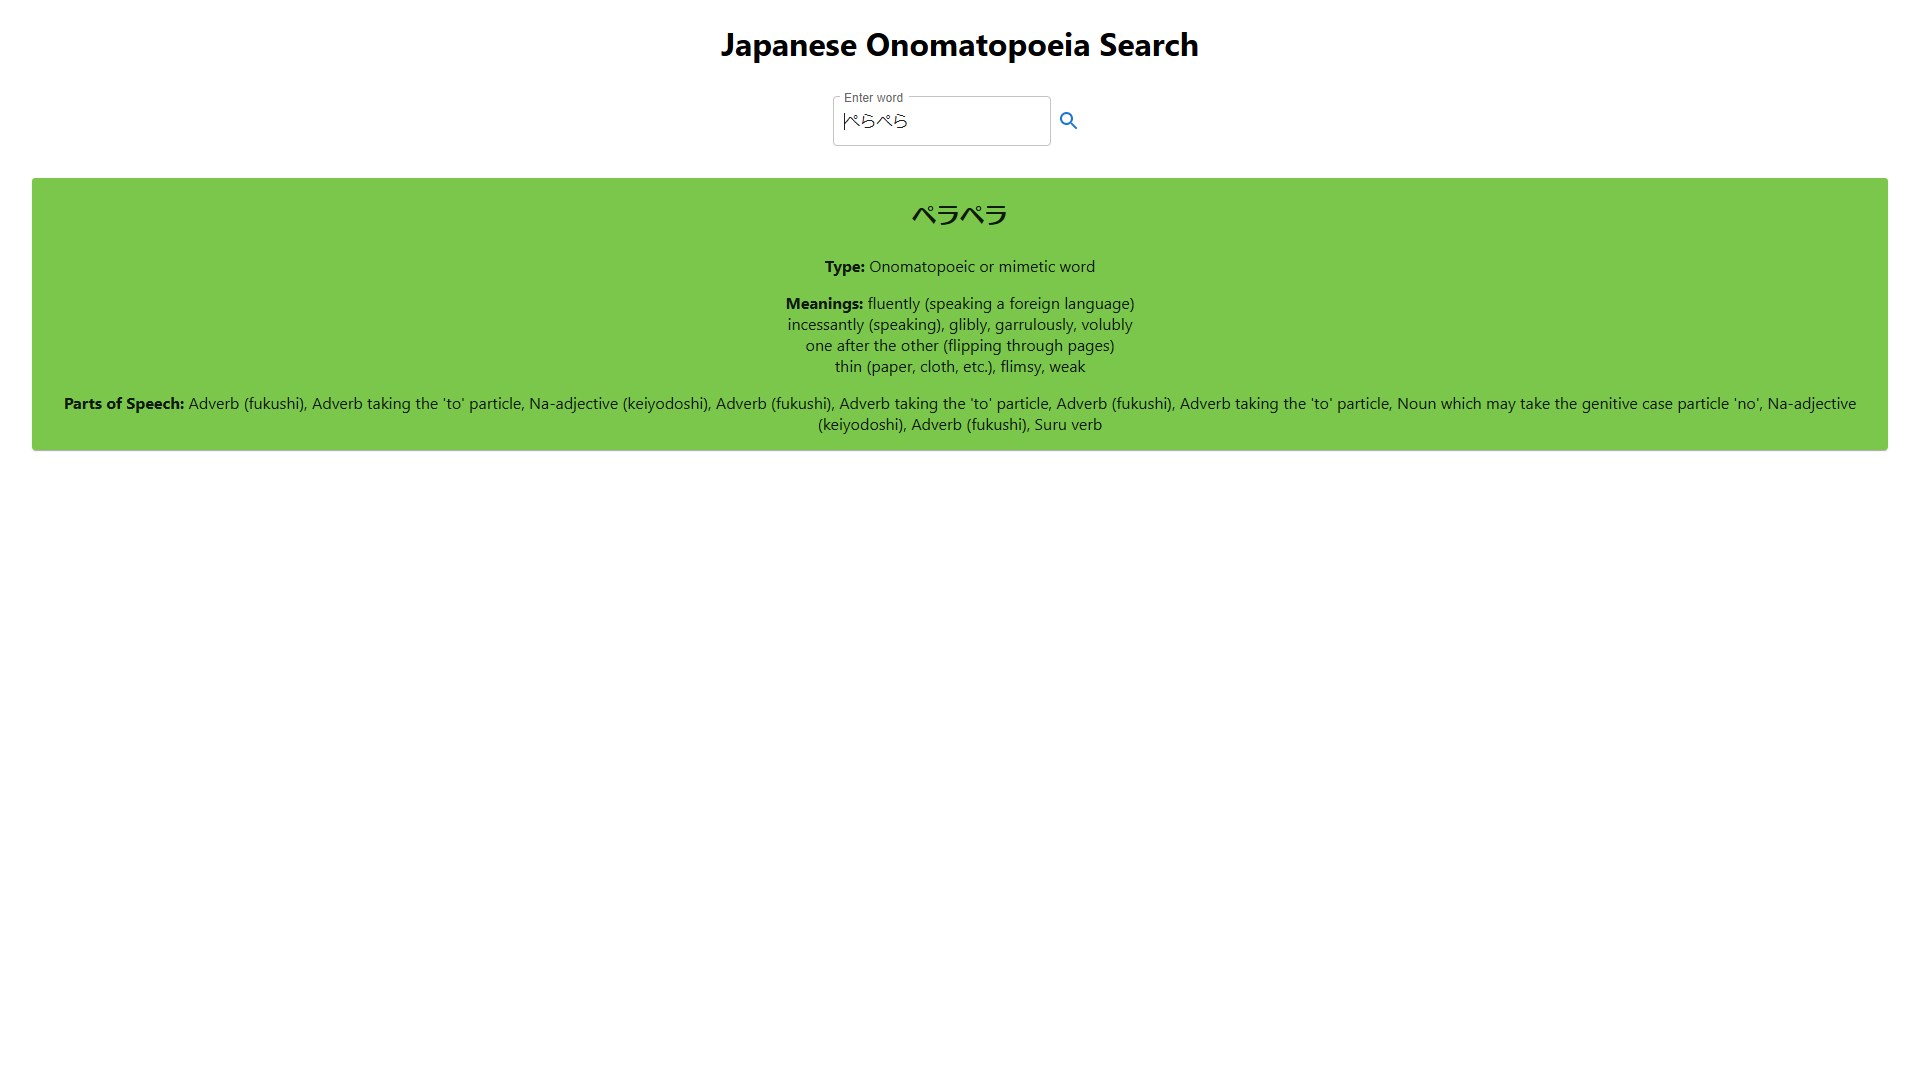 Japanese Onomatopoeia Search
Enter word
ぺらぺら
ペラペラ
Type: Onomatopoeic or mimetic word
Meanings: fluently (speaking a foreign language)
incessantly (speaking), glibly, garrulously, volubly
one after the other (flipping through pages)
thin (paper, cloth, etc.), flimsy, weak
Parts of Speech: Adverb (fukushi), Adverb taking the 'to' particle, Na-adjective (keiyodoshi), Adverb (fukushi), Adverb taking the 'to' particle, Adverb (fukushi), Adverb taking the 'to' particle, Noun which may take the genitive case particle 'no', Na-adjective
(keiyodoshi), Adverb (fukushi), Suru verb